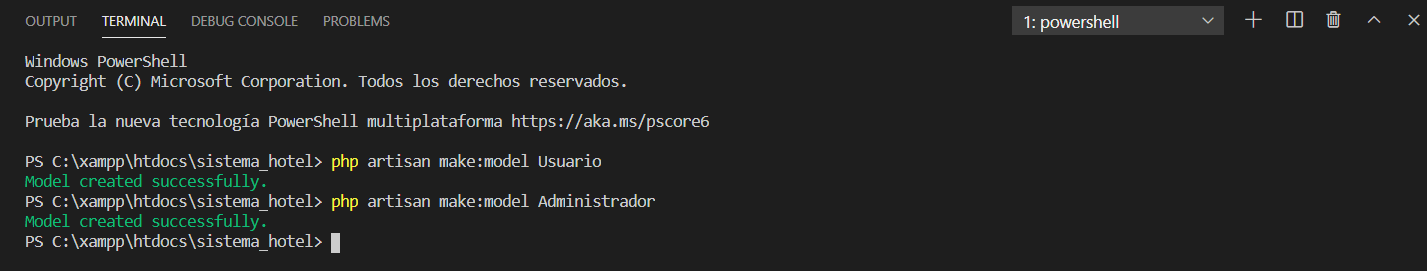 OUTPUT TERMINAL DEBUG CONSOLE PROBLEMS 1: powershell
Windows PowerShell
Copyright (C) Microsoft Corporation. Todos los derechos reservados.
Prueba la nueva tecnología PowerShell multiplataforma https://aka.ms/pscore6
PS C:\xampp\htdocs\sistema_hotel> php artisan make:model Usuario
Model created successfully.
PS C:\xampp\htdocs\sistema_hotel> php artisan make:model Administrador
Model created successfully.
PS C:\xampp\htdocs\sistema_hotel>